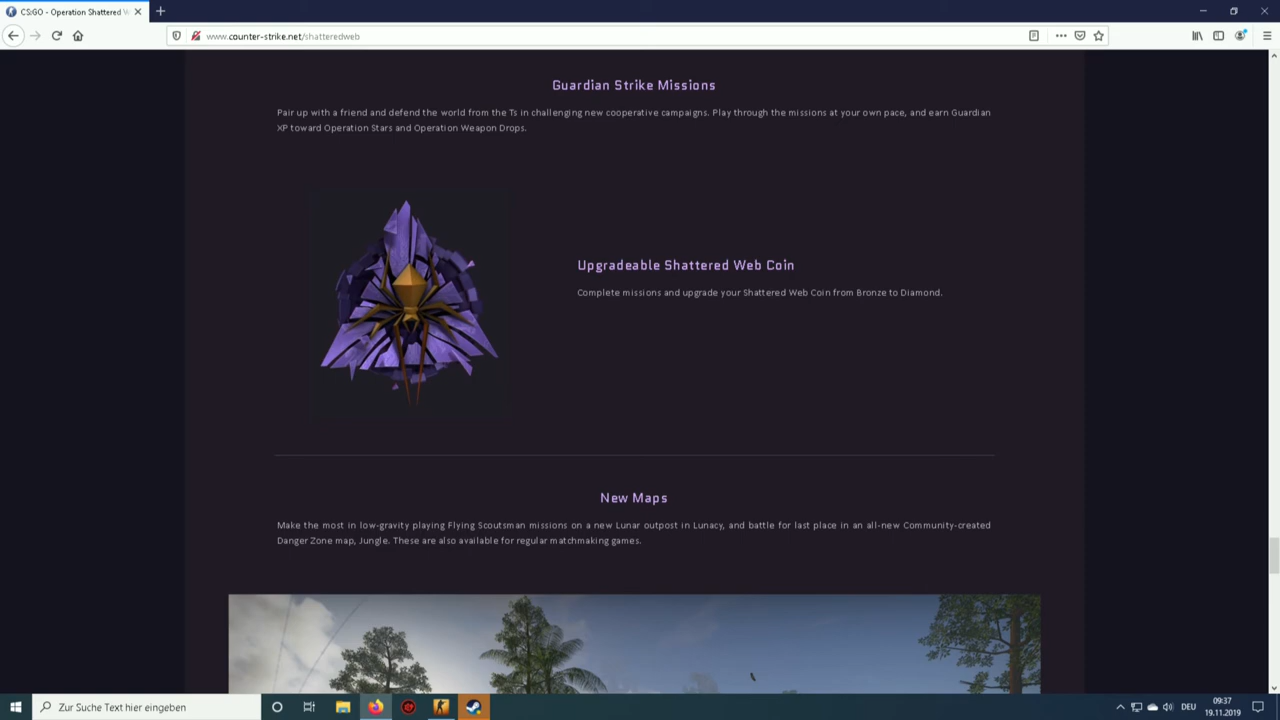 CS:GO - Operation Shattered W
www.counter-strike.net/shatteredweb
Guardian Strike Missions
Pair up with a friend and defend the world from the Ts in challenging new cooperative campaigns. Play through the missions at your own pace, and earn Guardian
XP toward Operation Stars and Operation Weapon Drops.
Upgradeable Shattered Web Coin
Complete missions and upgrade your Shattered Web Coin from Bronze to Diamond.
New Maps
Make the most in low-gravity playing Flying Scoutsman missions on a new Lunar outpost in Lunacy, and battle for last place in an all-new Community-created
Danger Zone map, Jungle. These are also available for regular matchmaking games.
Zur Suche Text hier eingeben
DEU
09:37
19.11.2019